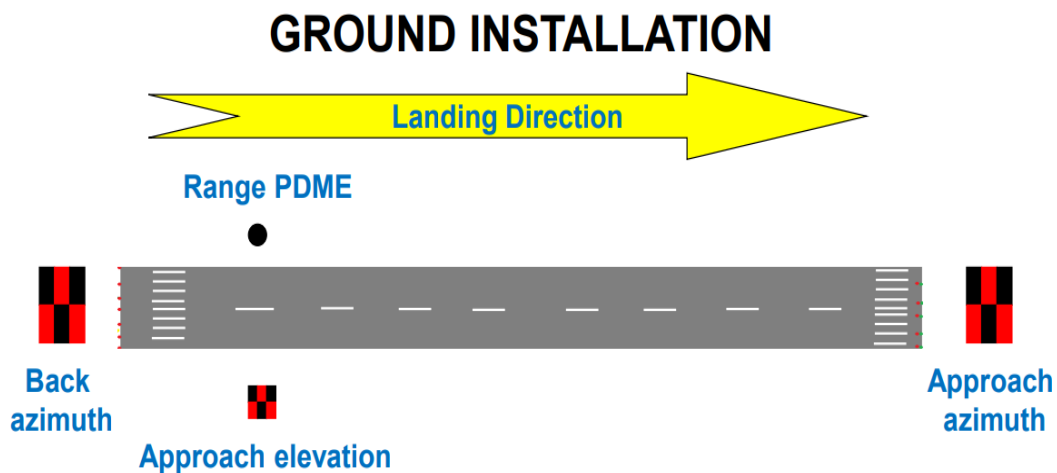 GROUND INSTALLATION
Landing Direction
Range PDME
Back
azimuth
Approach
azimuth
Approach elevation